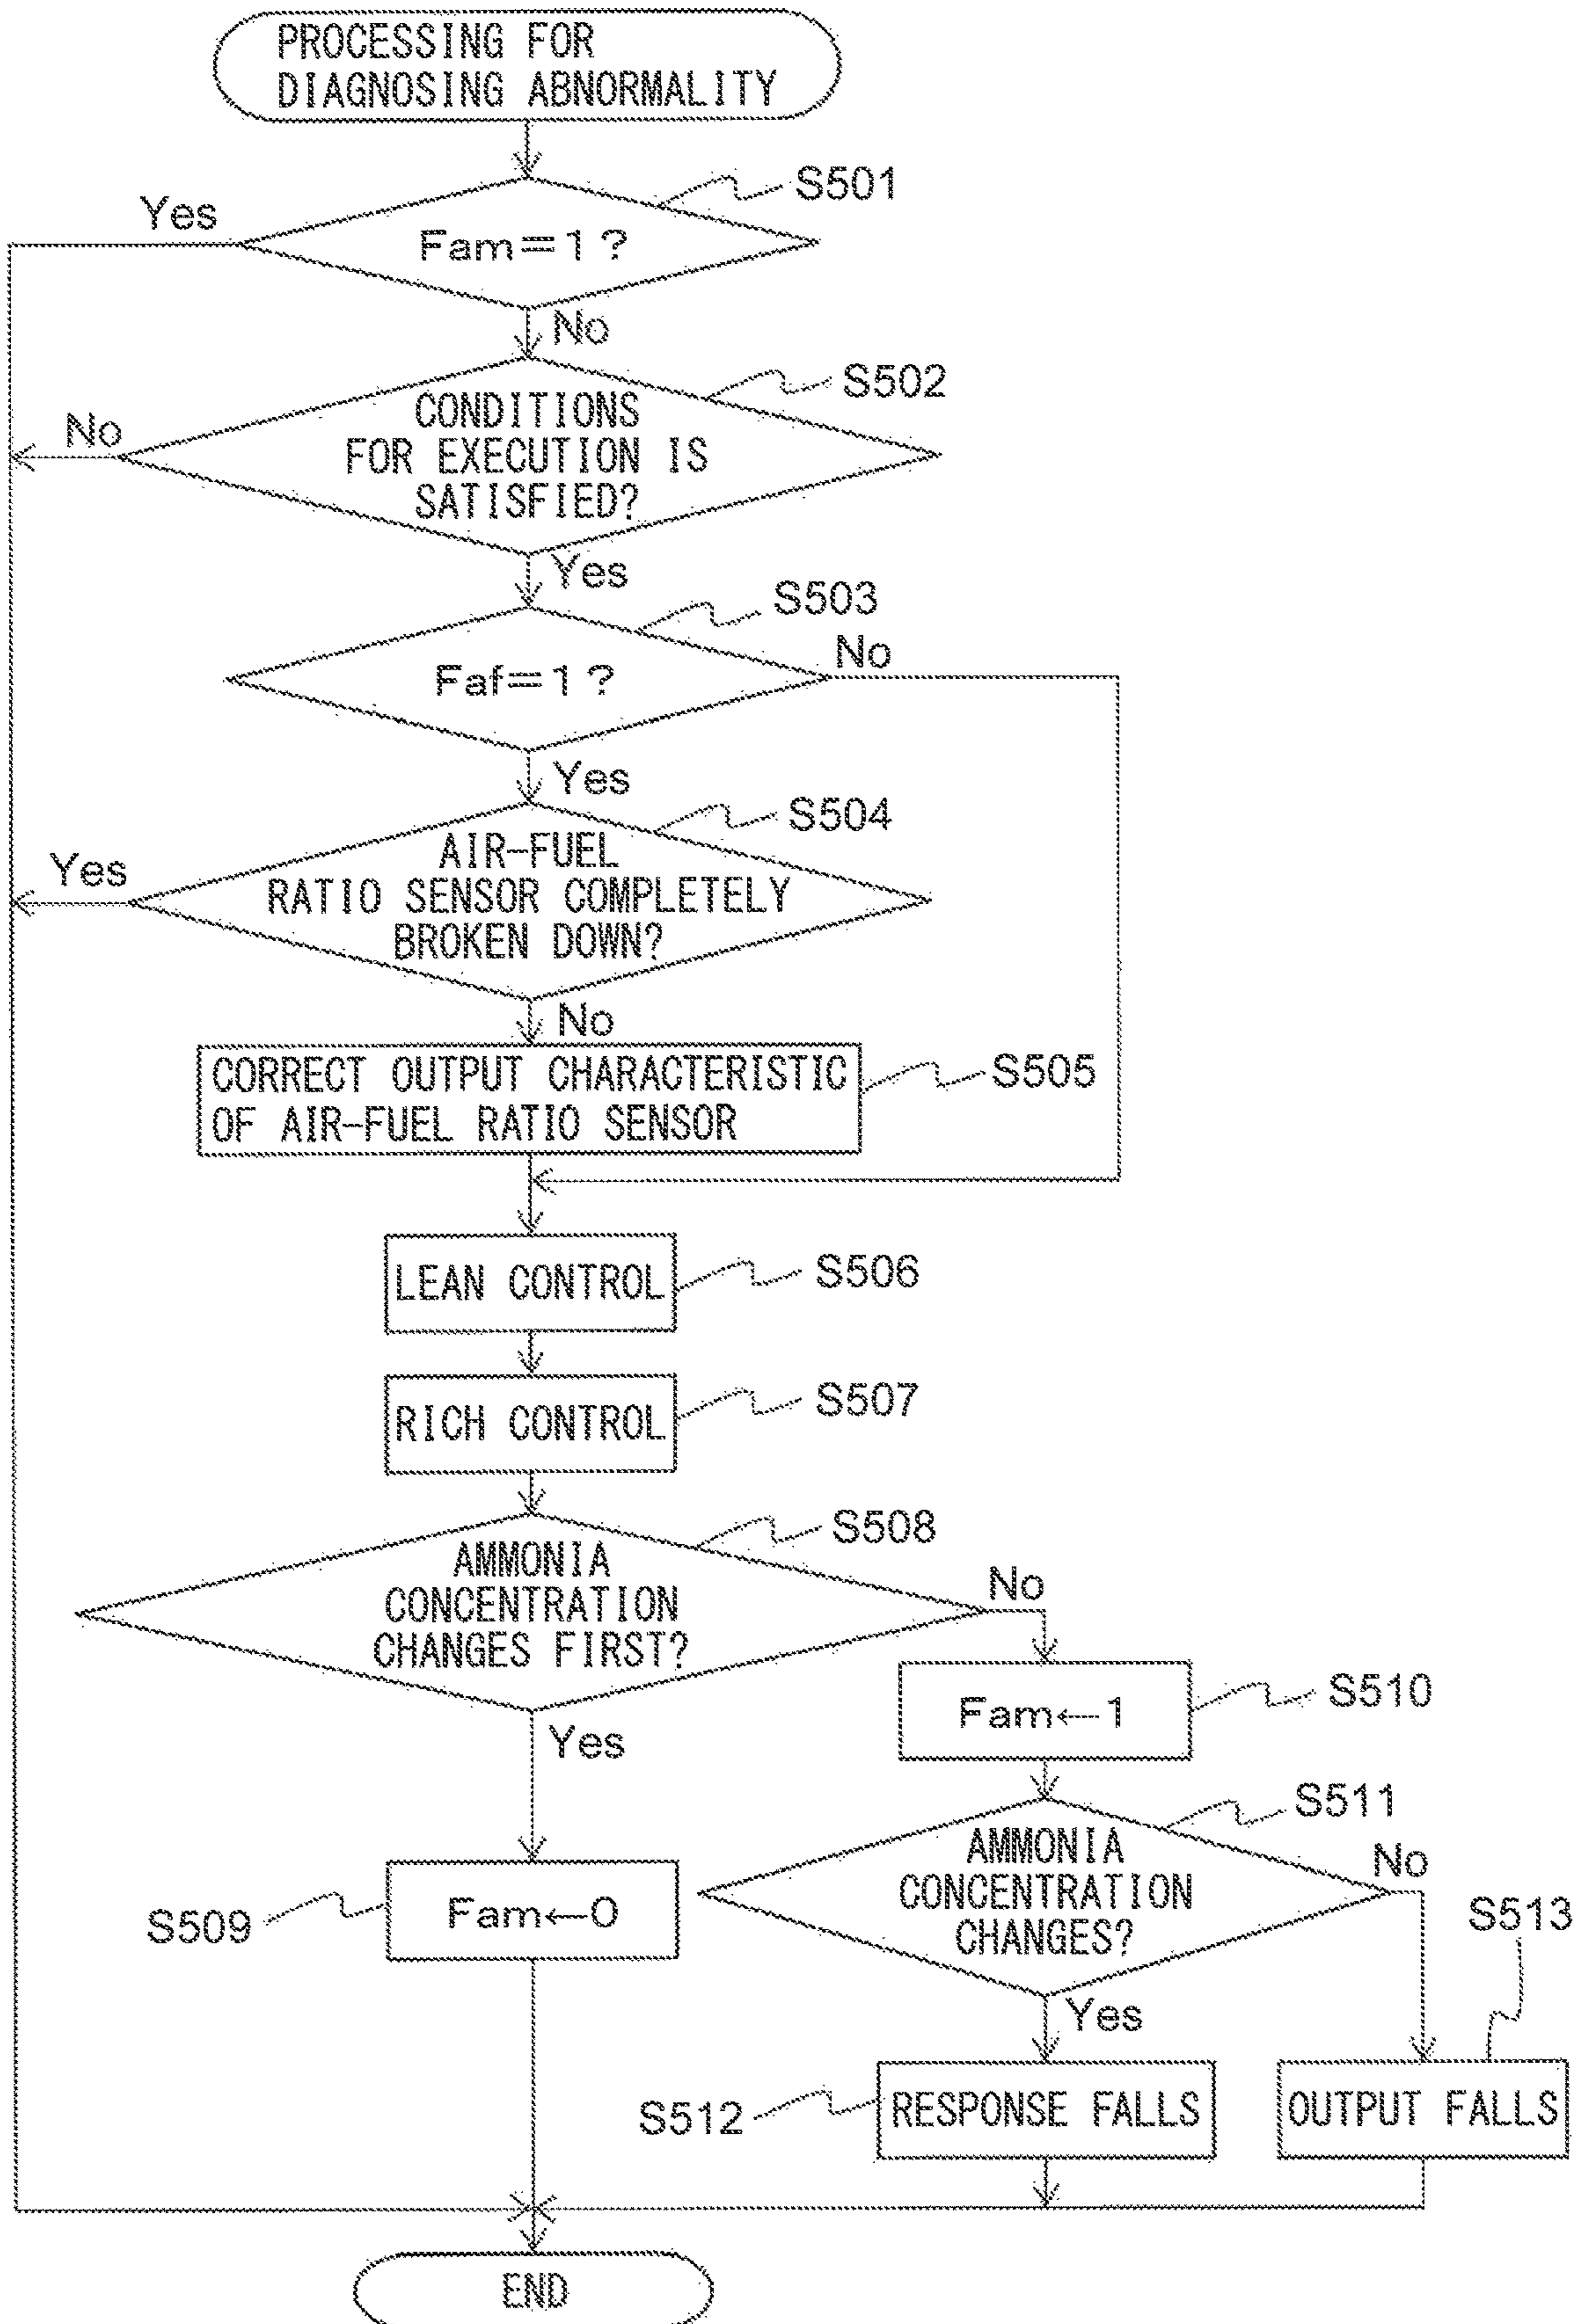 PROCESSING FOR
DIAGNOSING ABNORMALITY
S501
Yes
Fam=1?
No
S502
CONDITIONS
FOR EXECUTION IS
SATISFIED?
No
Yes
S503
Faf=1?
No
Yes
S504
AIR-FUEL
RATIO SENSOR COMPLETELY
BROKEN DOWN?
Yes
No
CORRECT OUTPUT CHARACTERISTIC
OF AIR-FUEL RATIO SENSOR
S505
LEAN CONTROL
S506
RICH CONTROL
S507
S508
AMMONIA
CONCENTRATION
CHANGES FIRST?
No
Yes
Fam←1
S510
S511
AMMONIA
CONCENTRATION
CHANGES?
No
Yes
S509
Fam←0
S513
S512
RESPONSE FALLS
OUTPUT FALLS
END